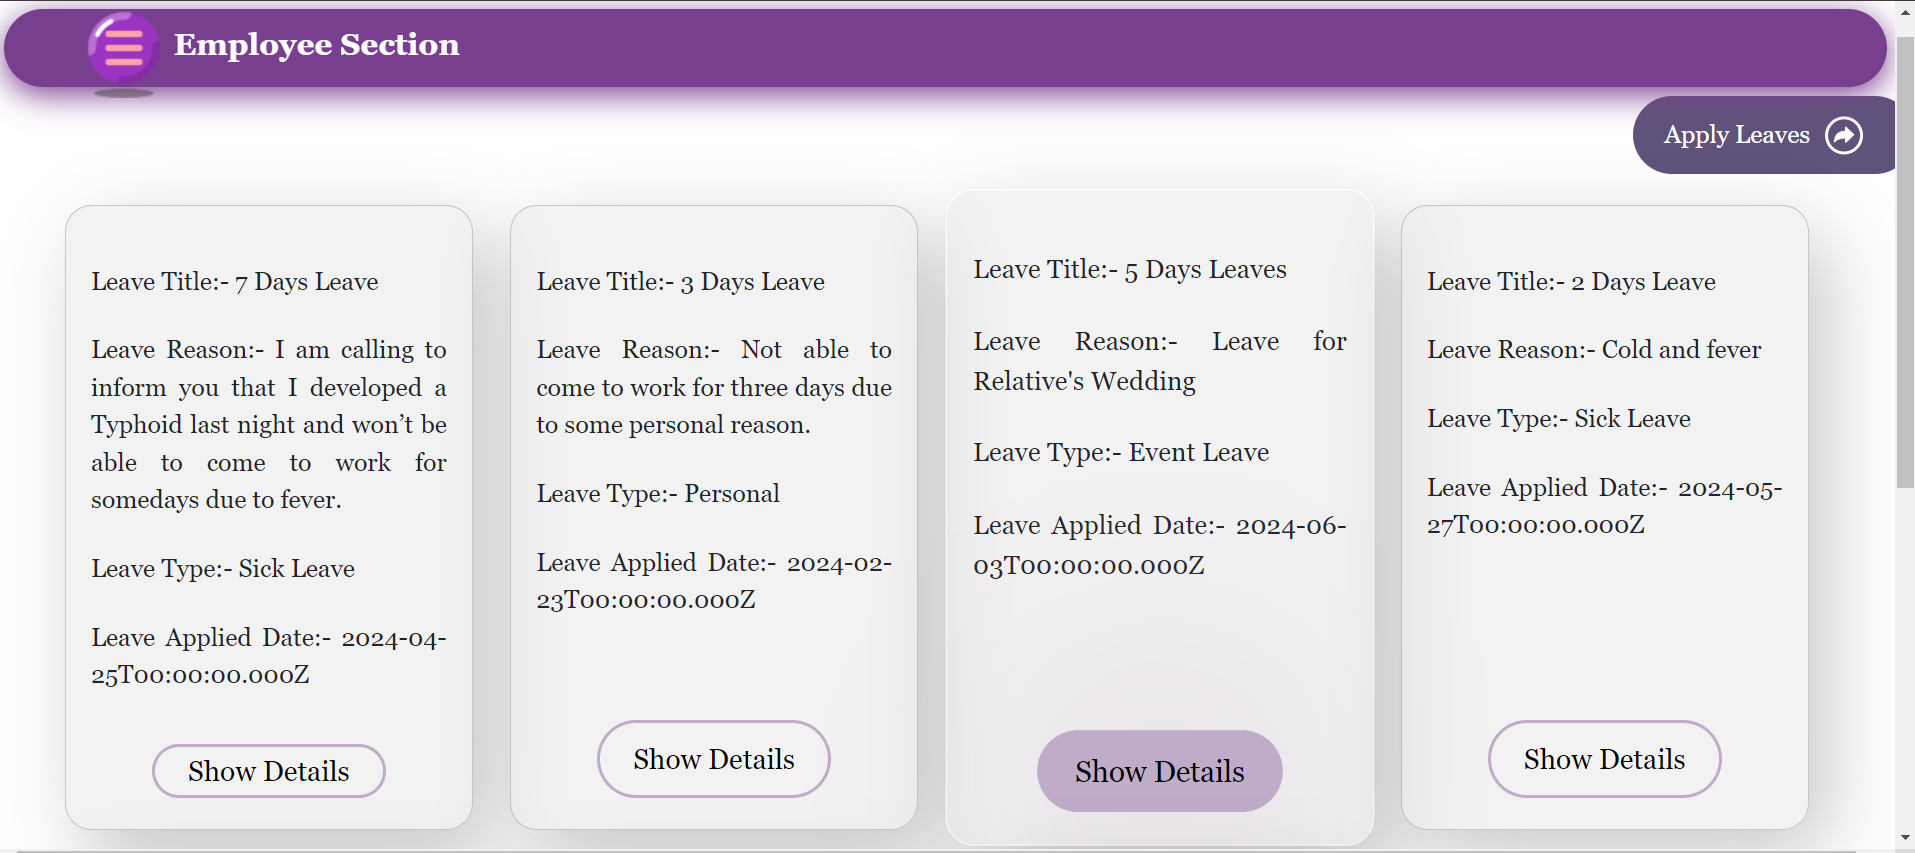 Employee Section
Apply Leaves
Leave Title:- 7 Days Leave
Leave Reason:- I am calling to
inform you that I developed a
Typhoid last night and won’t be
able to come to work for
somedays due to fever.
Leave Type:- Sick Leave
Leave Applied Date:- 2024-04-
25T00:00:00.000Z
Show Details
Leave Title:- 3 Days Leave
Leave Reason:- Not able to
come to work for three days due
to some personal reason.
Leave Type:- Personal
Leave Applied Date:- 2024-02-
23T00:00:00.000Z
Show Details
Leave Title:- 5 Days Leaves
Leave Reason:- Leave for
Relative's Wedding
Leave Type:- Event Leave
Leave Applied Date:- 2024-06-
03T00:00:00.000Z
Show Details
Leave Title:- 2 Days Leave
Leave Reason:- Cold and fever
Leave Type:- Sick Leave
Leave Applied Date:- 2024-05-
27T00:00:00.000Z
Show Details